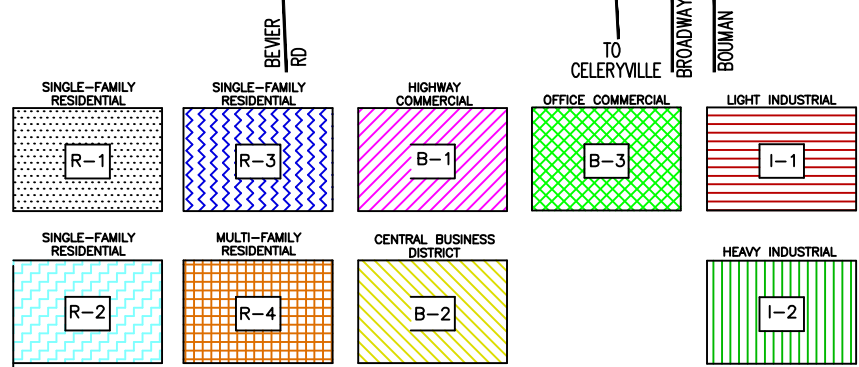 BEVIER
RD
TO
CELERYVILLE
BROADWAY
BOUMAN
SINGLE-FAMILY
RESIDENTIAL
R-1
SINGLE-FAMILY
RESIDENTIAL
R-3
HIGHWAY
COMMERCIAL
B-1
OFFICE COMMERCIAL
B-3
LIGHT INDUSTRIAL
I-1
SINGLE-FAMILY
RESIDENTIAL
R-2
MULTI-FAMILY
RESIDENTIAL
R-4
CENTRAL BUSINESS
DISTRICT
B-2
HEAVY INDUSTRIAL
I-2